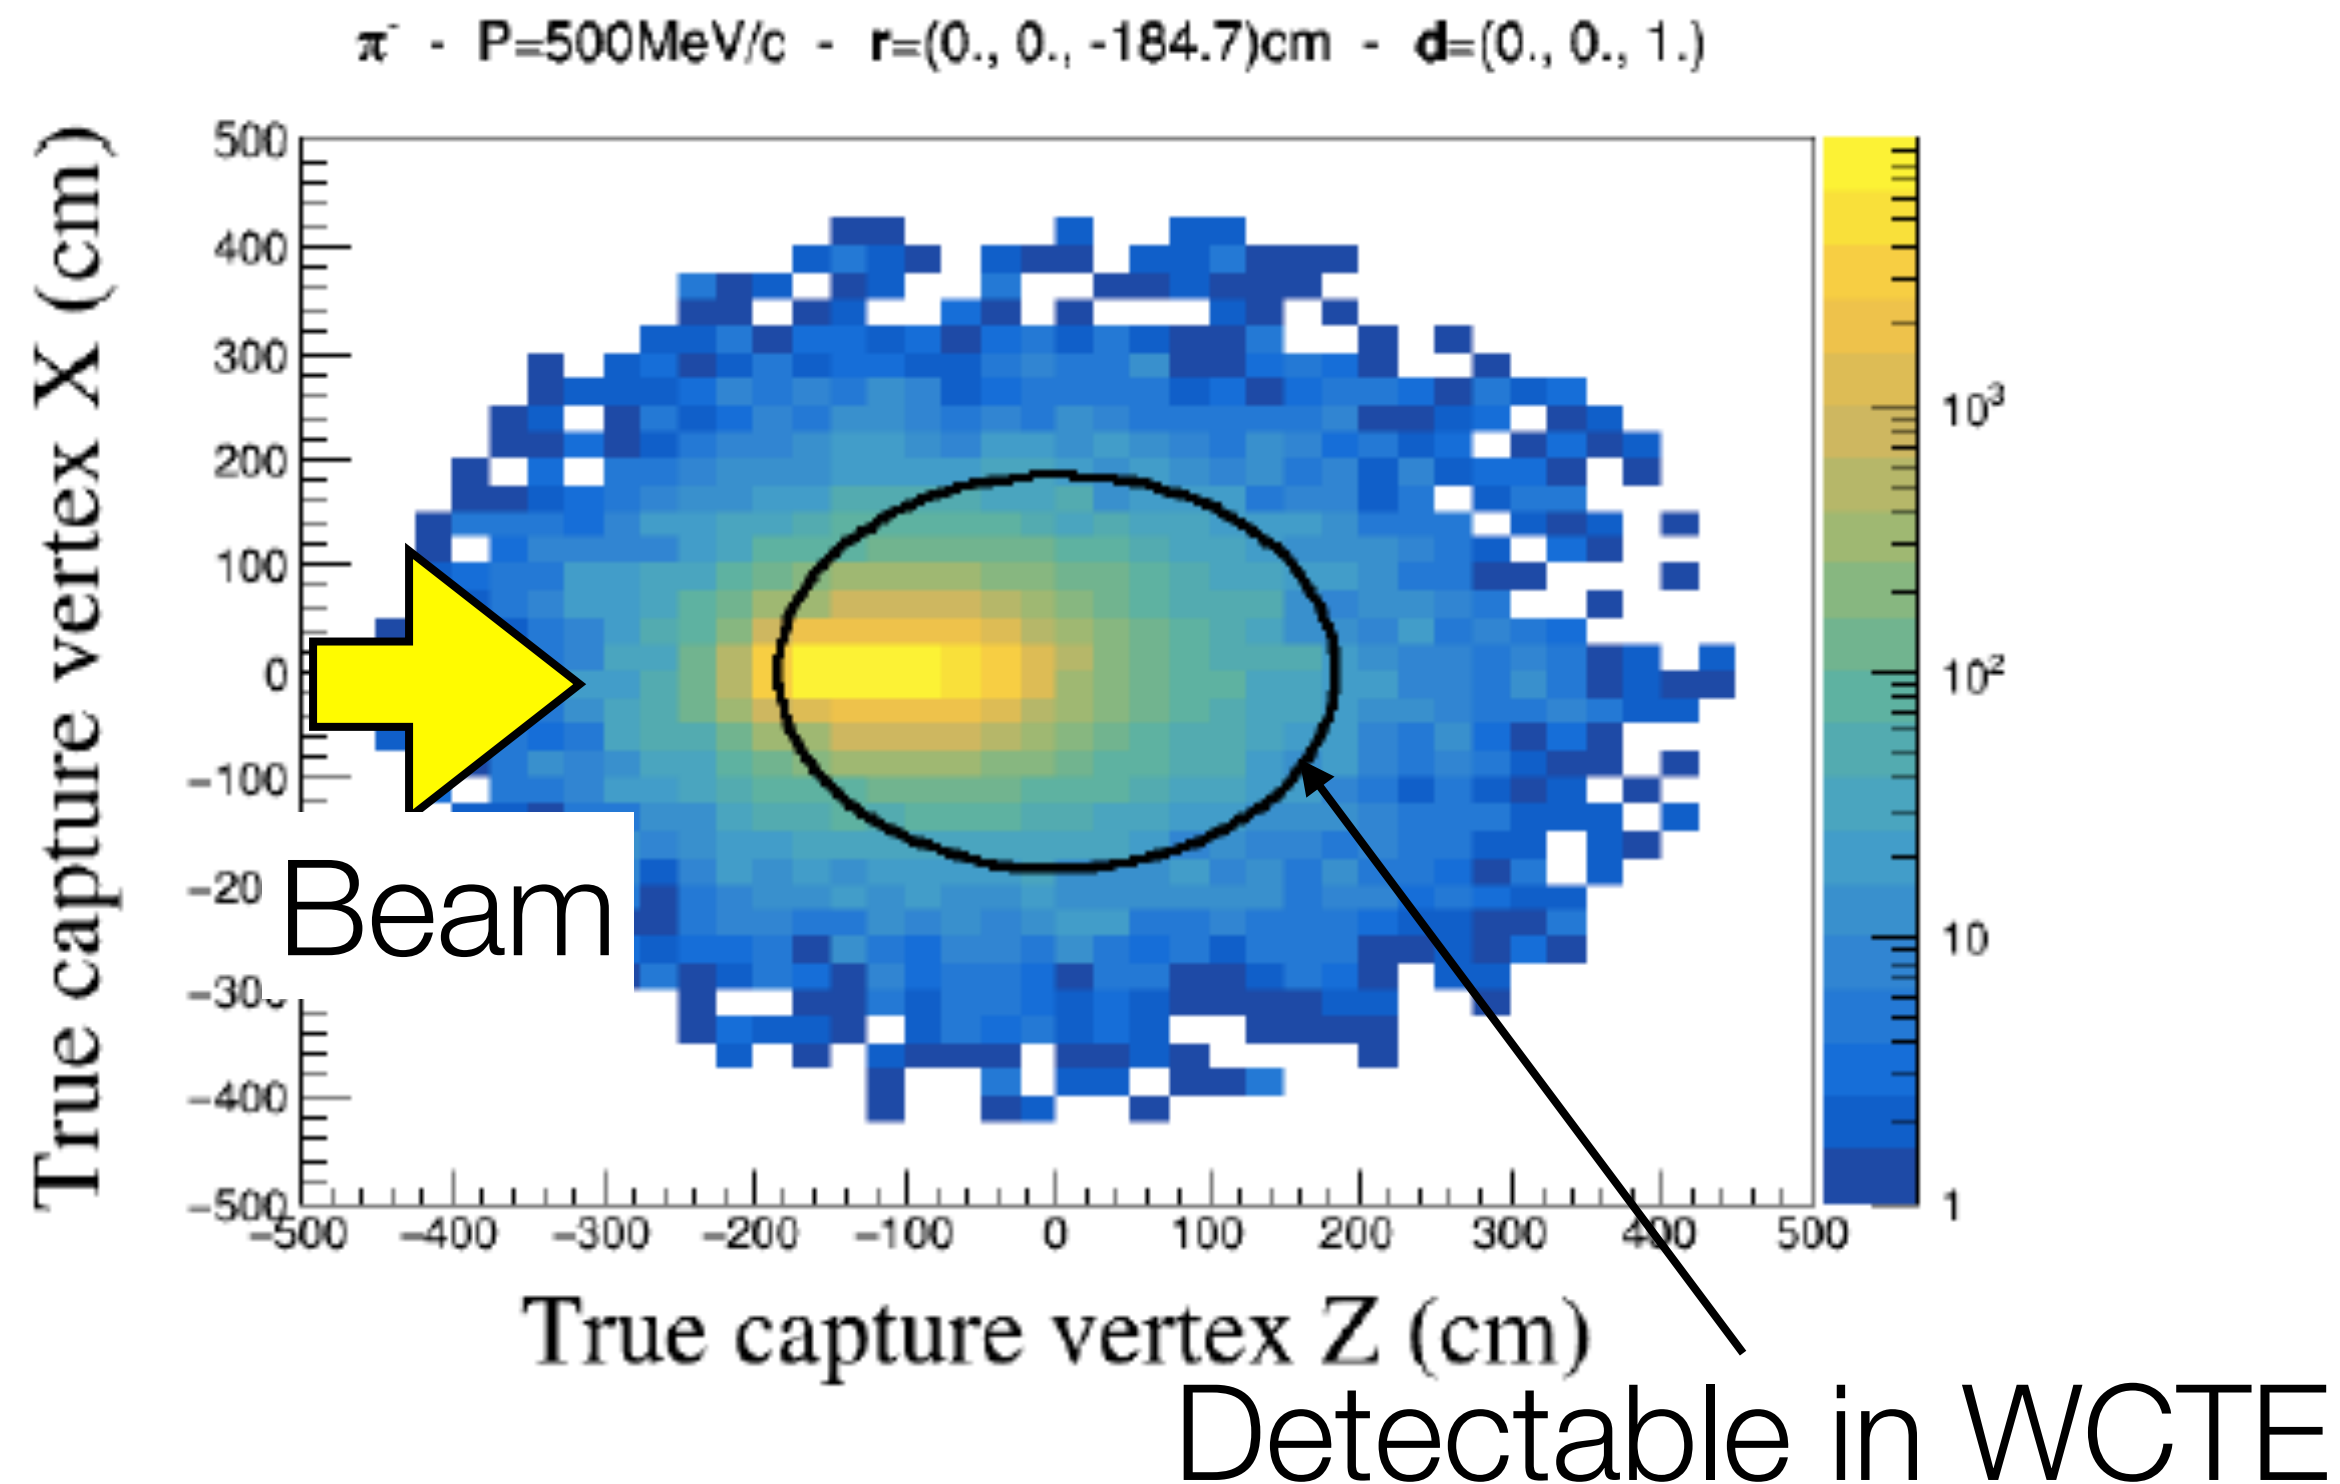 π⁻ - P=500MeV/c - r=(0., 0., -184.7)cm - d=(0., 0., 1.)
True capture vertex X (cm)
500
400
300
200
100
0
−100
−20
−30
−400
−500
Beam
10³
10²
10
1
−500 −400 −300 −200 −100 0 100 200 300 400 500
True capture vertex Z (cm)
Detectable in WCTE